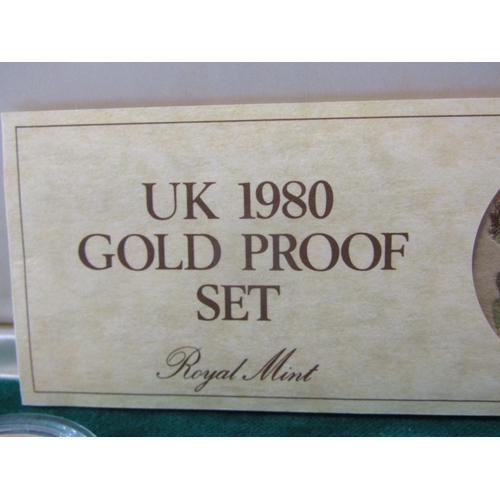 UK 1980
GOLD PROOF
SET
Royal Mint